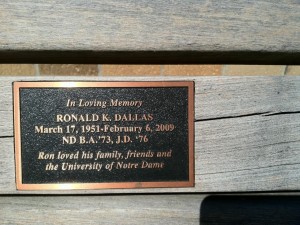 In Loving Memory
RONALD K. DALLAS
March 17, 1951-February 6, 2009
ND B.A.'73, J.D. '76
Ron loved his family, friends and
the University of Notre Dame